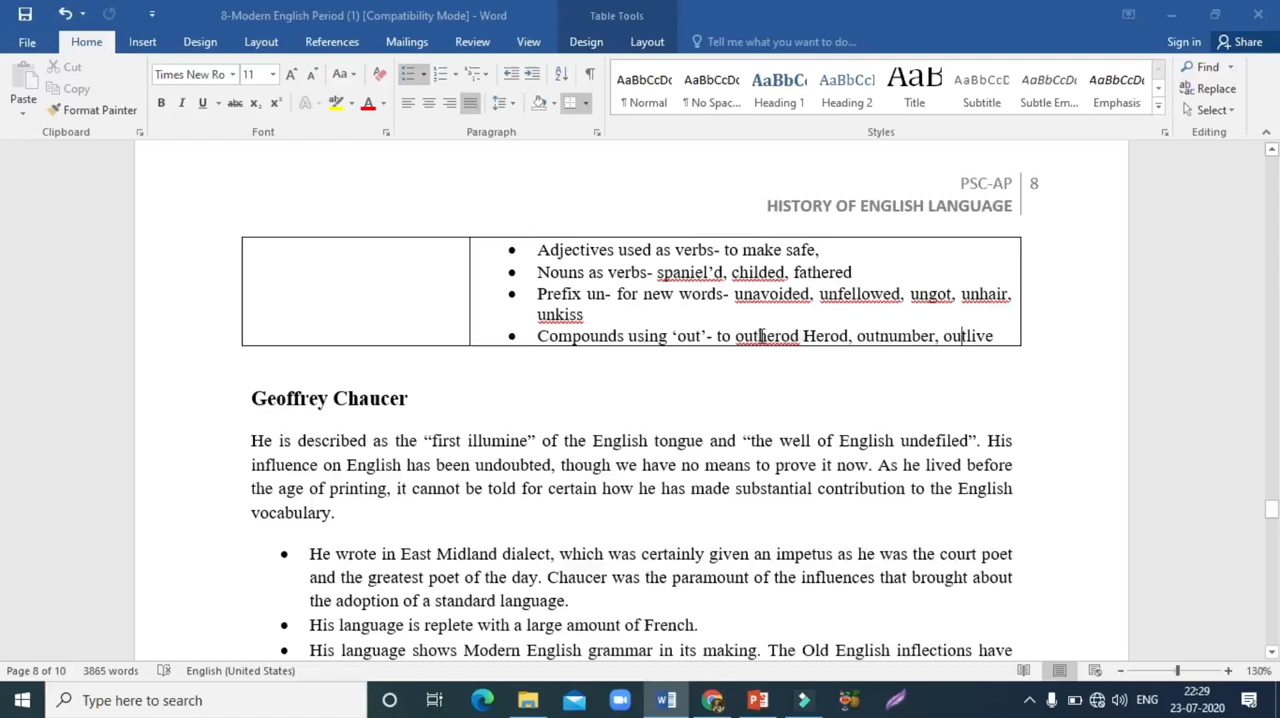 8-Modern English Period (1) [Compatibility Mode] - Word
Table Tools
File Home Insert Design Layout References Mailings Review View Design Layout Tell me what you want to do... Sign in Share
Paste
Cut
Copy
Format Painter
Clipboard
Times New Ro 11
Font
Paragraph
AaBbCcDc AaBbCcDc AaBbC AaBbCcl AaB AaBbCcDc AaBbCcDc AaBbCcDc
¶ Normal ¶ No Spac... Heading 1 Heading 2 Title Subtitle Subtle Em... Emphasis
Styles
Find
Replace
Select
Editing
PSC-AP 8
HISTORY OF ENGLISH LANGUAGE
• Adjectives used as verbs- to make safe,
• Nouns as verbs- spaniel’d, childed, fathered
• Prefix un- for new words- unavoided, unfellowed, ungot, unhair,
unkiss
• Compounds using ‘out’- to outherod Herod, outnumber, outlive
Geoffrey Chaucer
He is described as the “first illumine” of the English tongue and “the well of English undefiled”. His
influence on English has been undoubted, though we have no means to prove it now. As he lived before
the age of printing, it cannot be told for certain how he has made substantial contribution to the English
vocabulary.
• He wrote in East Midland dialect, which was certainly given an impetus as he was the court poet
and the greatest poet of the day. Chaucer was the paramount of the influences that brought about
the adoption of a standard language.
• His language is replete with a large amount of French.
• His language shows Modern English grammar in its making. The Old English inflections have
Page 8 of 10 3865 words English (United States) 130%
Type here to search
ENG
22:29
23-07-2020